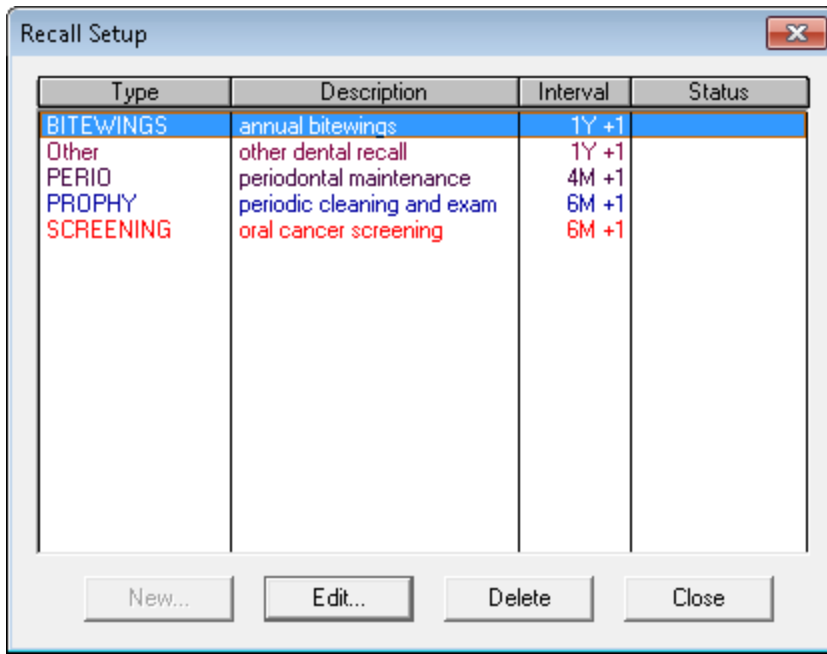 Recall Setup
Type Description Interval Status
BITEWINGS annual bitewings 1Y +1
Other other dental recall 1Y +1
PERIO periodontal maintenance 4M +1
PROPHY periodic cleaning and exam 6M +1
SCREENING oral cancer screening 6M +1
New... Edit... Delete Close